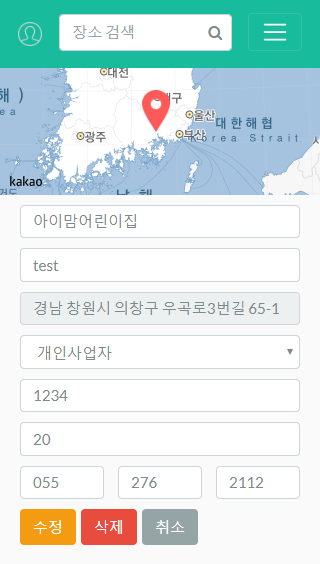 장소 검색
대전
대구
울산
부산
대 한 해 협
Korea Strait
광주
남 해
kakao
아이맘어린이집
test
경남 창원시 의창구 우곡로3번길 65-1
개인사업자
1234
20
055 276 2112
수정 삭제 취소